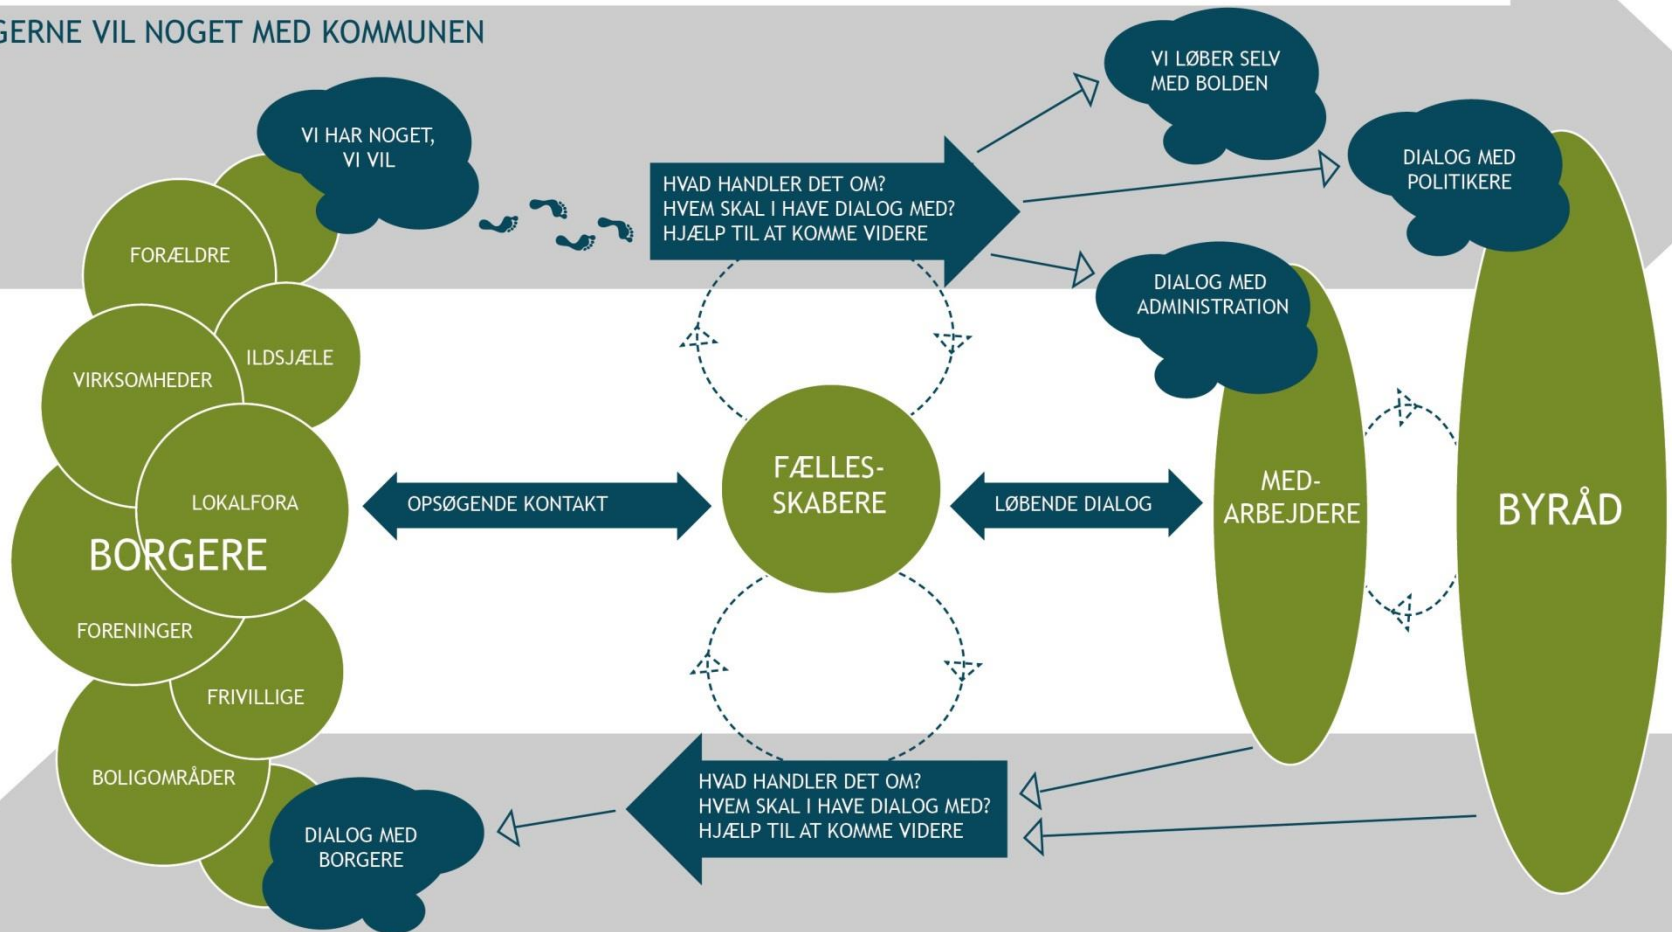 GERNE VIL NOGET MED KOMMUNEN
VI HAR NOGET,
VI VIL
HVAD HANDLER DET OM?
HVEM SKAL I HAVE DIALOG MED?
HJÆLP TIL AT KOMME VIDERE
VI LØBER SELV
MED BOLDEN
DIALOG MED
POLITIKERE
DIALOG MED
ADMINISTRATION
FORÆLDRE
ILDSJÆLE
VIRKSOMHEDER
LOKALFORA
BORGERE
FORENINGER
FRIVILLIGE
BOLIGOMRÅDER
OPSØGENDE KONTAKT
FÆLLES-
SKABERE
LØBENDE DIALOG
MED-
ARBEJDERE
BYRÅD
HVAD HANDLER DET OM?
HVEM SKAL I HAVE DIALOG MED?
HJÆLP TIL AT KOMME VIDERE
DIALOG MED
BORGERE